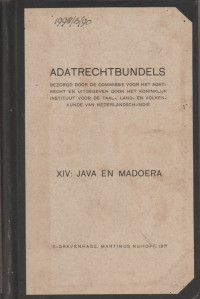 ADATRECHTBUNDELS
BEZORGD DOOR DE COMMISSIE VOOR HET ADAT-
RECHT EN UITGEGEVEN DOOR HET KONINKLIJK
INSTITUUT VOOR DE TAAL-, LAND- EN VOLKEN-
KUNDE VAN NEDERLANDSCH-INDIË
XIV: JAVA EN MADOERA
'S-GRAVENHAGE, MARTINUS NIJHOFF, 1917